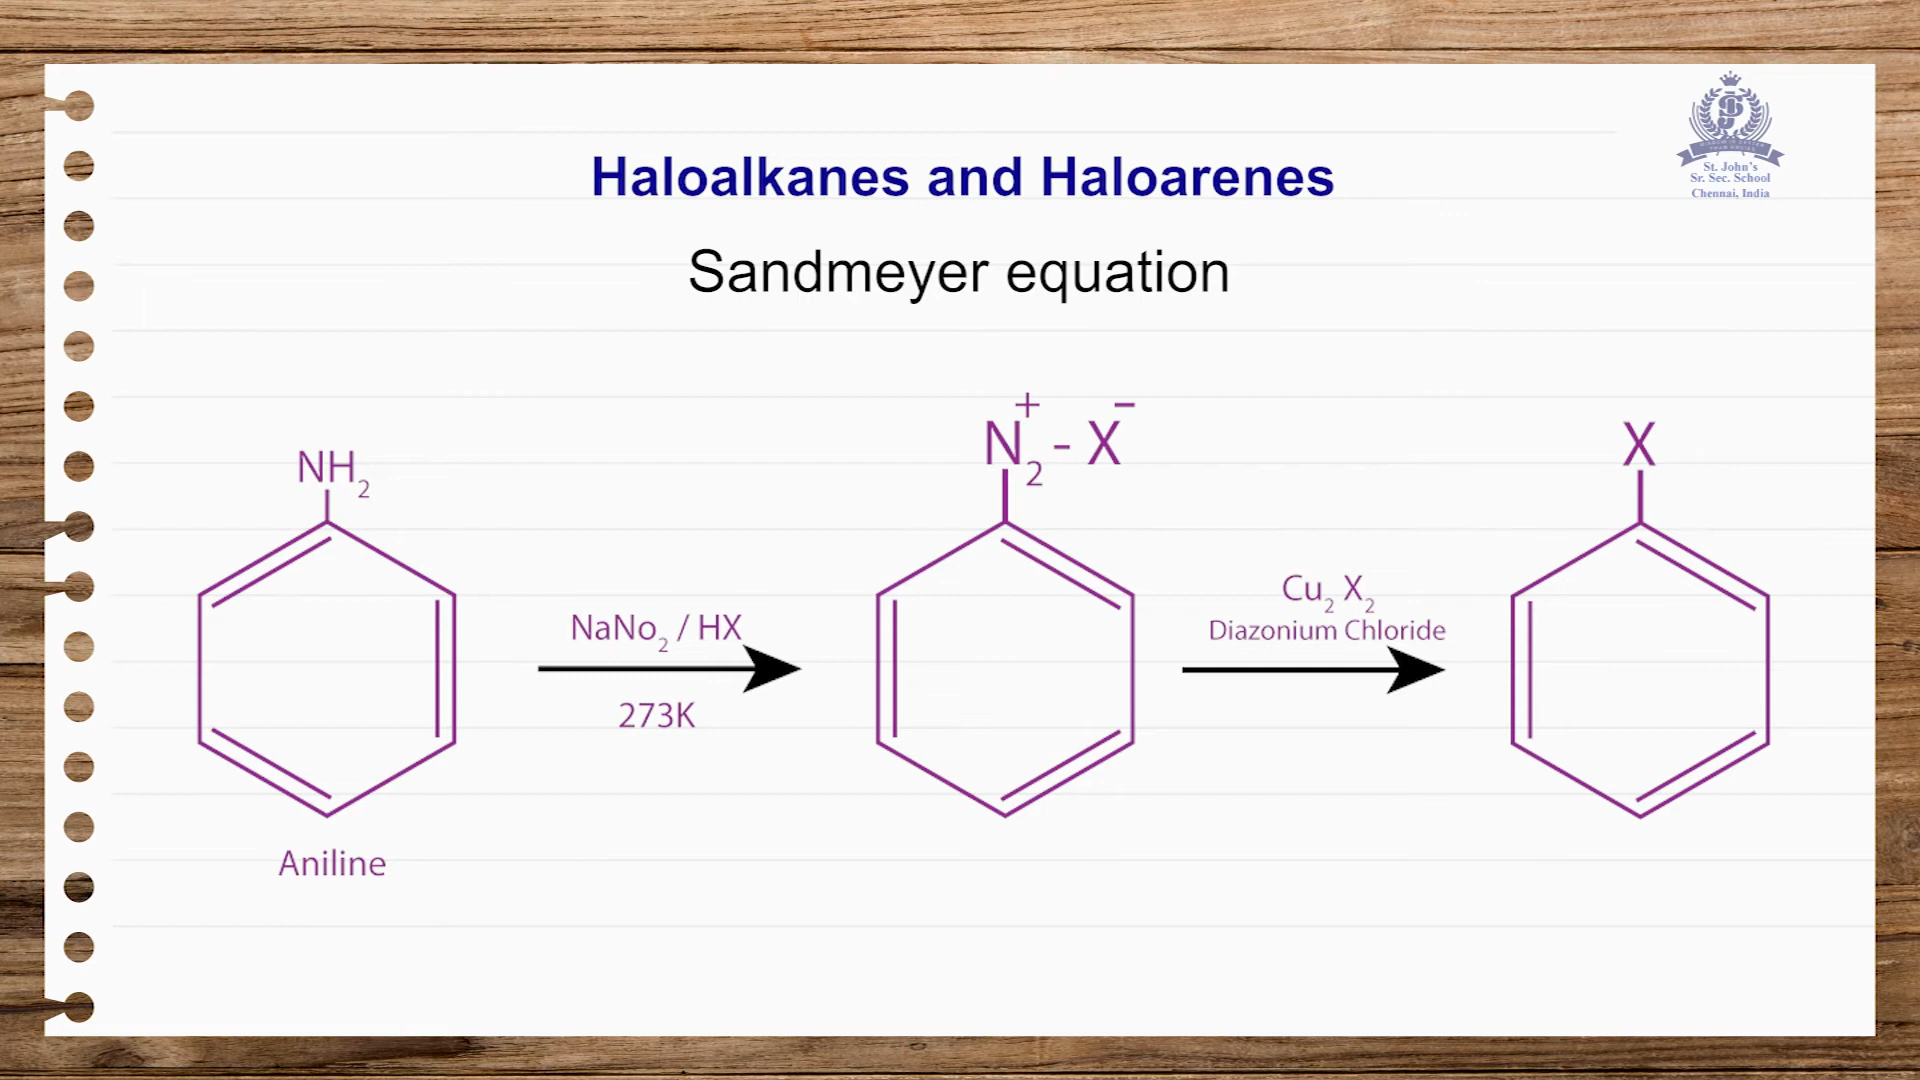 St. John's
Sr. Sec. School
Chennai, India
Haloalkanes and Haloarenes
Sandmeyer equation
NH2
Aniline
NaNo2 / HX
273K
N2+ - X−
Cu2 X2
Diazonium Chloride
X